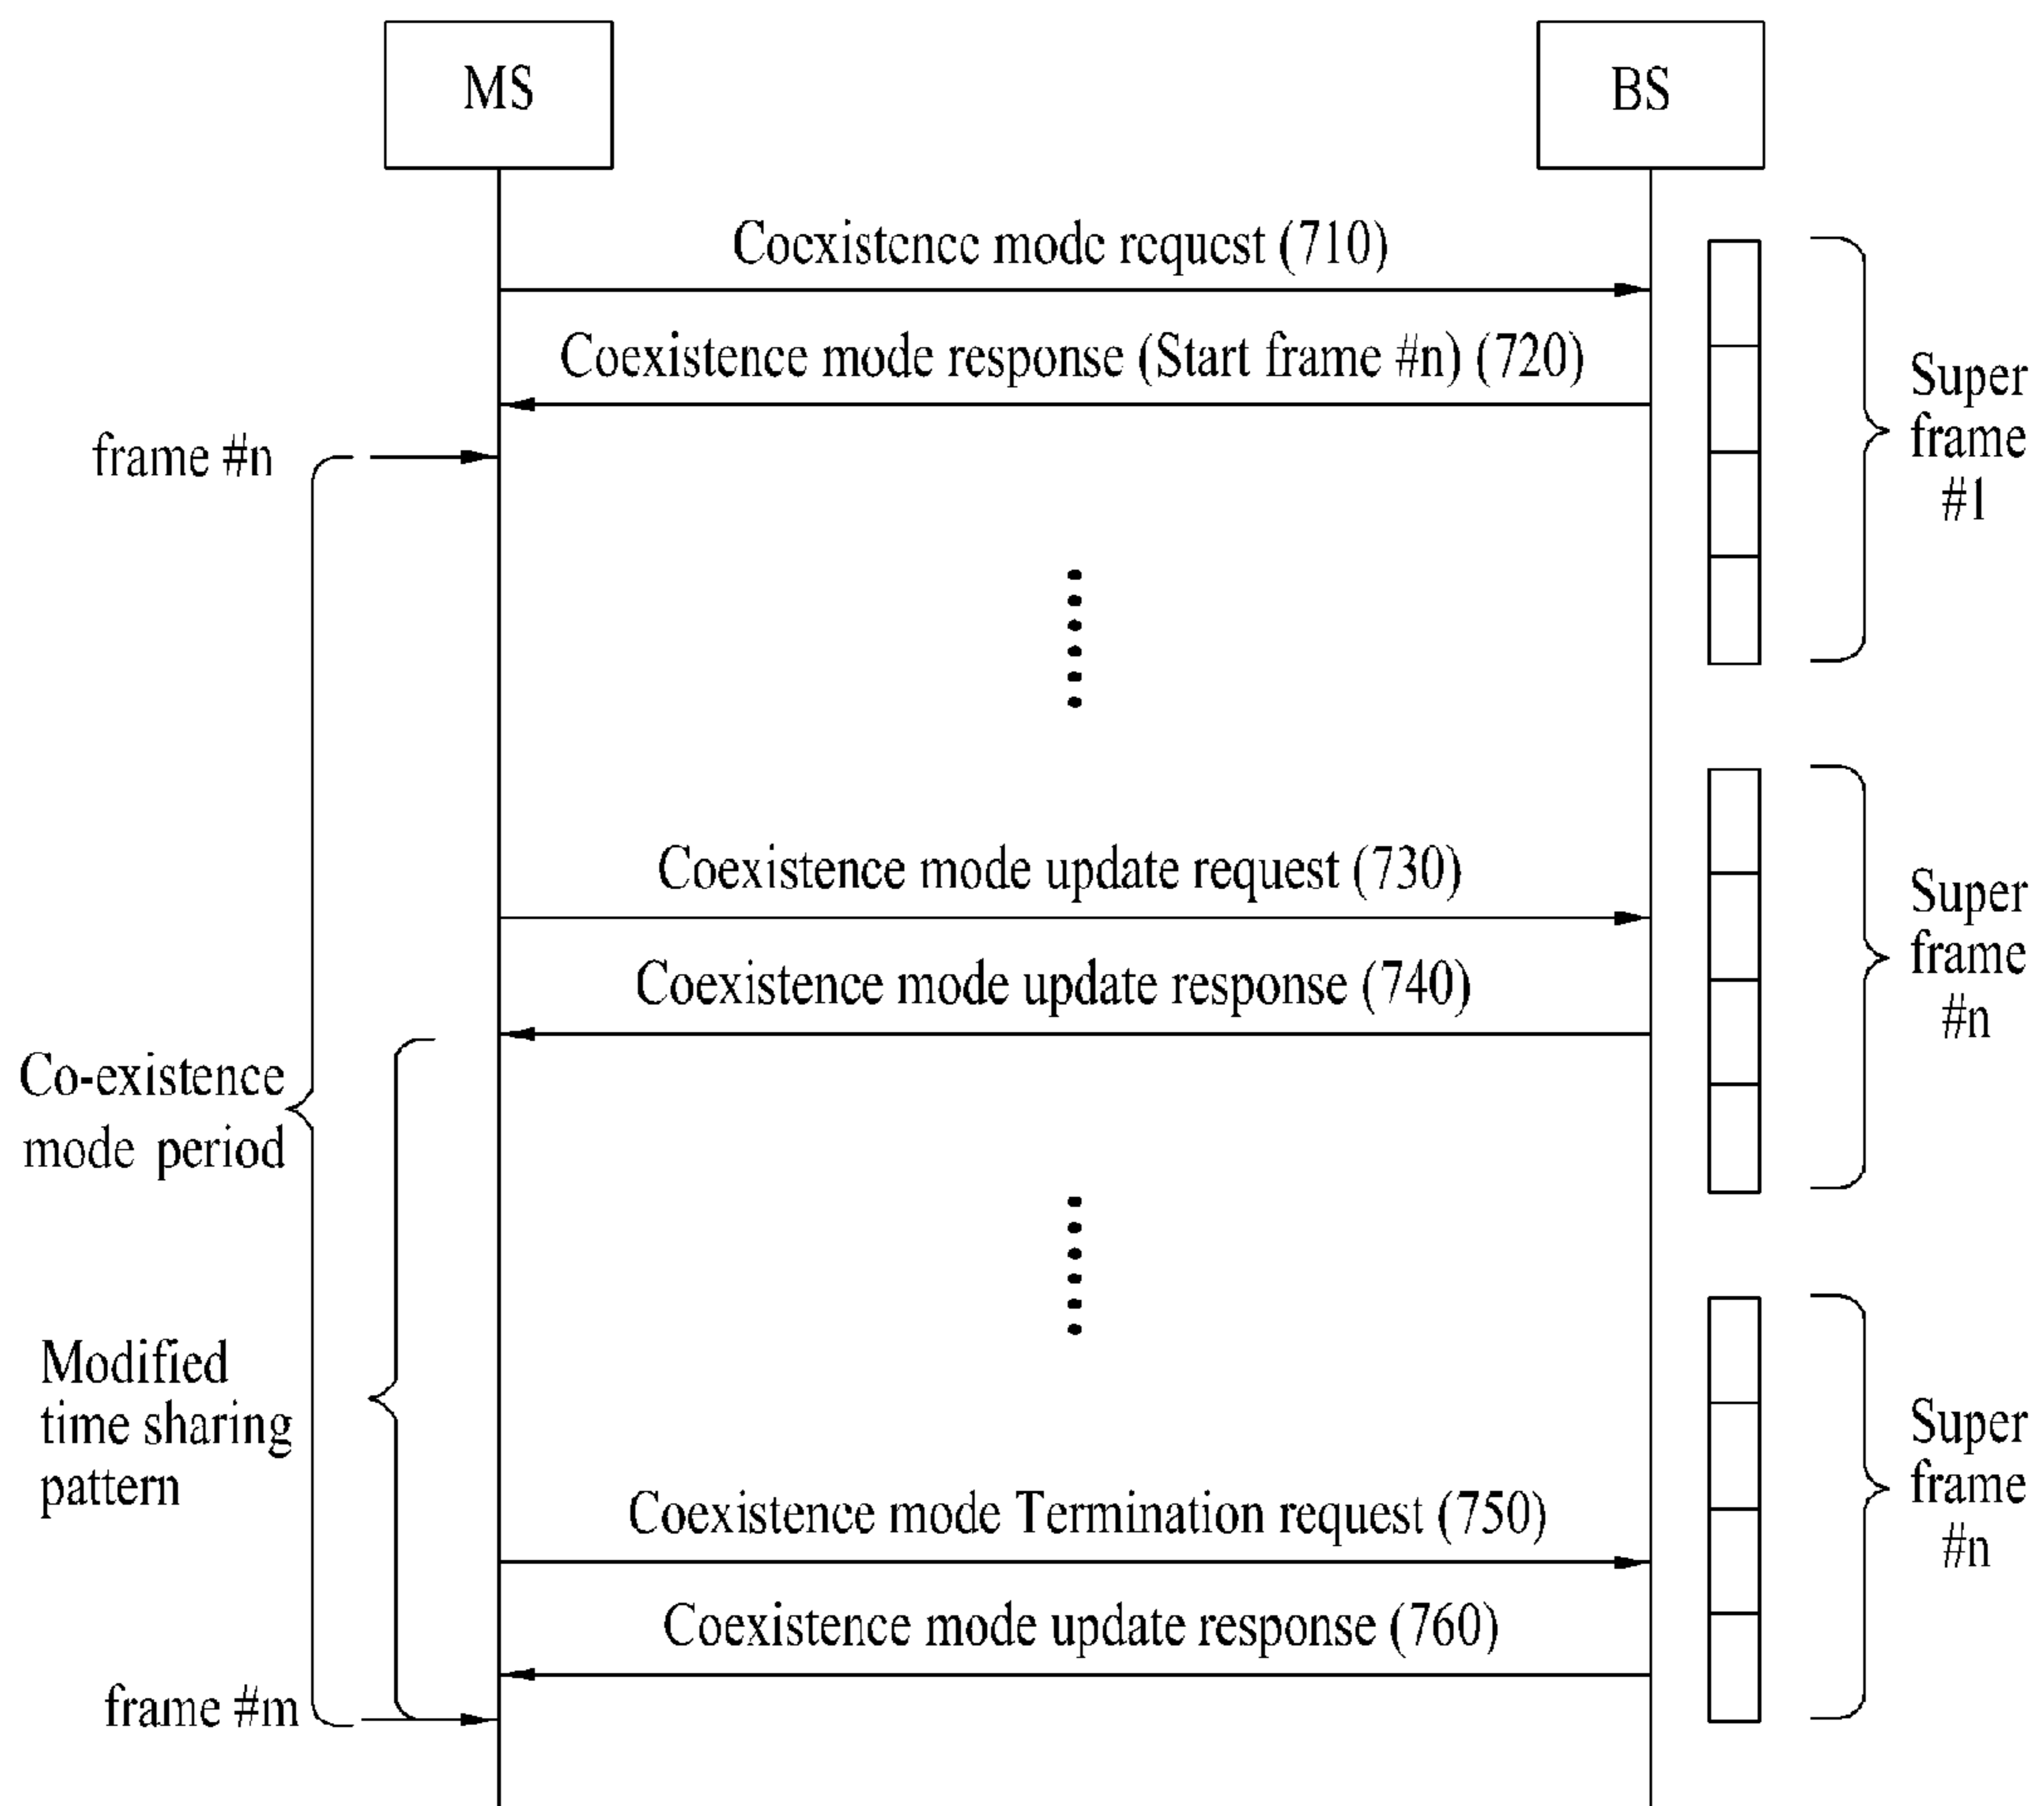 MS
BS
Coexistence mode request (710)
Coexistence mode response (Start frame #n) (720)
frame #n
Super
frame
#1
Coexistence mode update request (730)
Coexistence mode update response (740)
Super
frame
#n
Co-existence
mode period
Modified
time sharing
pattern
Coexistence mode Termination request (750)
Coexistence mode update response (760)
Super
frame
#n
frame #m